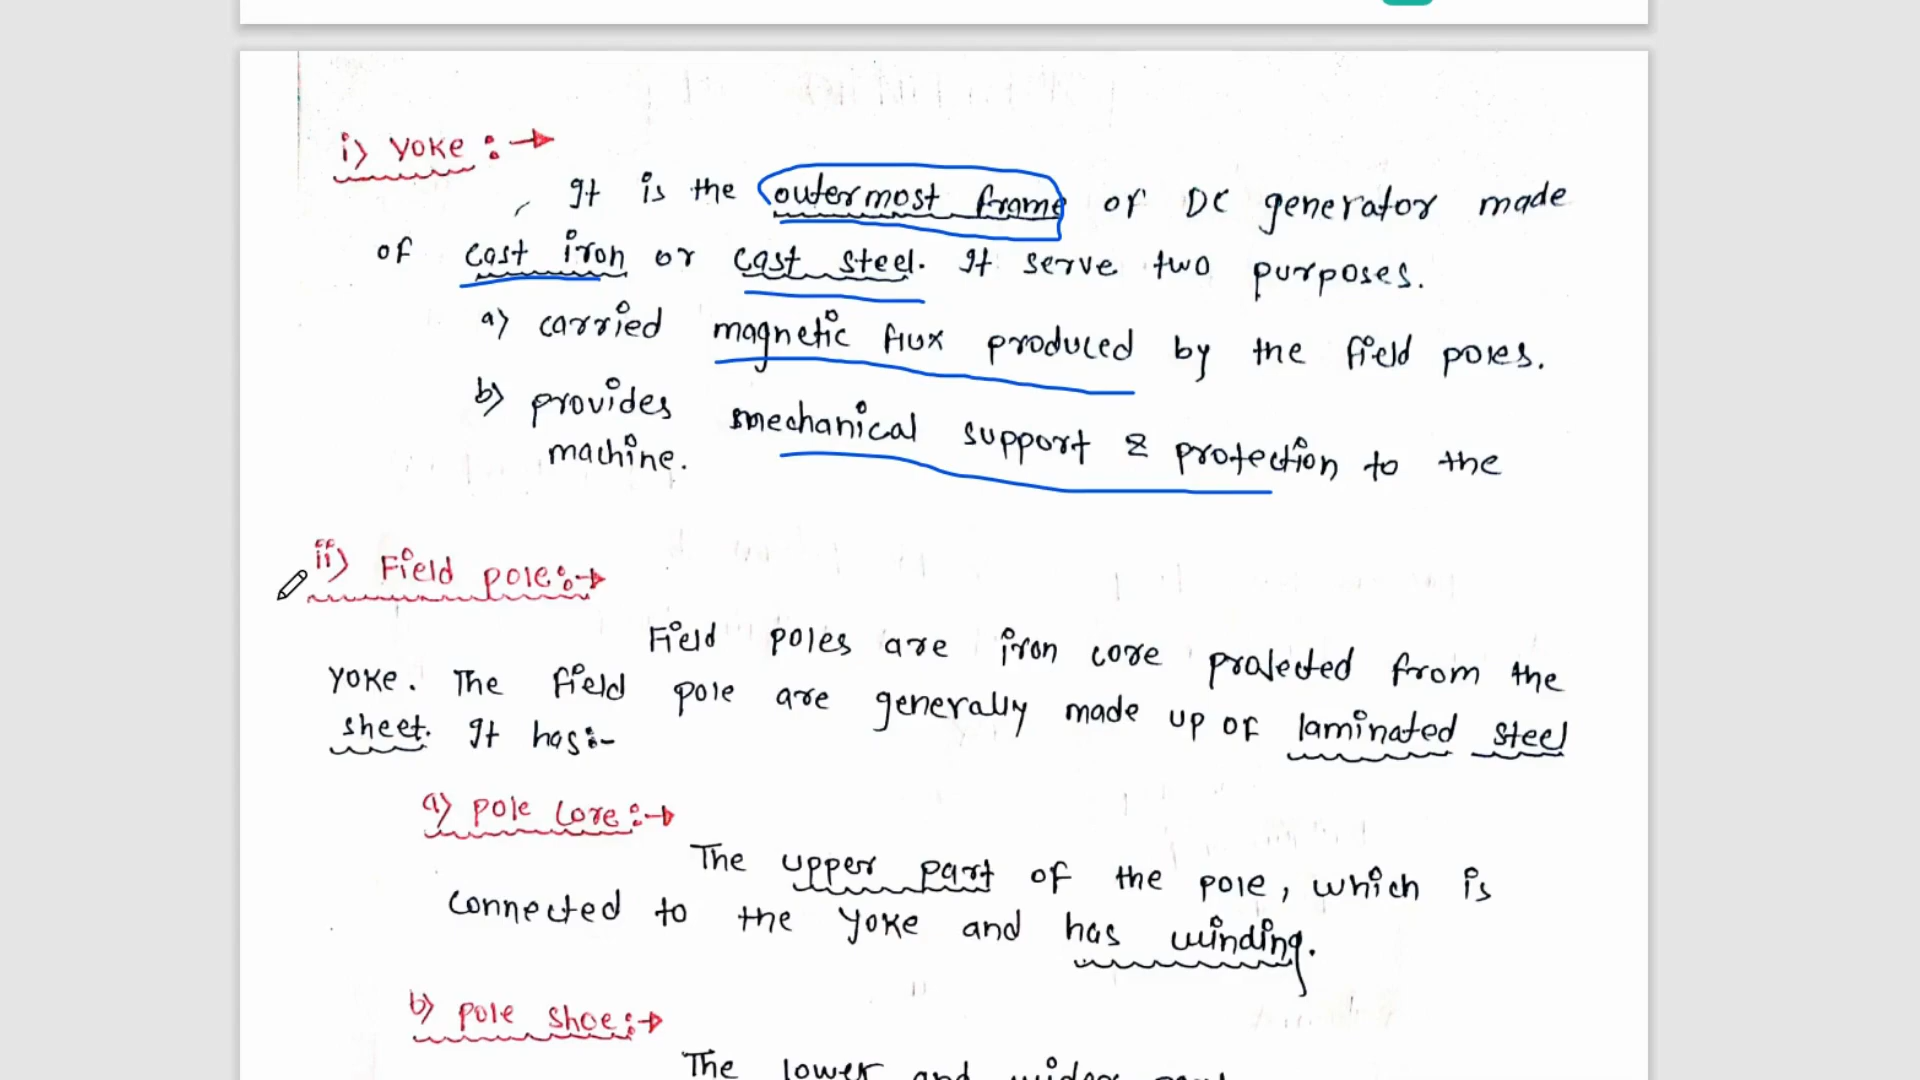 i) Yoke :→
It is the outermost frame of DC generator made
of cast iron or cast steel. It serve two purposes.
a) carried magnetic flux produced by the field poles.
b) provides mechanical support & protection to the
machine.
ii) Field pole:→
Field poles are iron core projected from the
Yoke. The field pole are generally made up of laminated steel
sheet. It has:-
a) pole core:→
The upper part of the pole, which is
connected to the yoke and has winding.
b) pole shoe:→
The lower and wider part